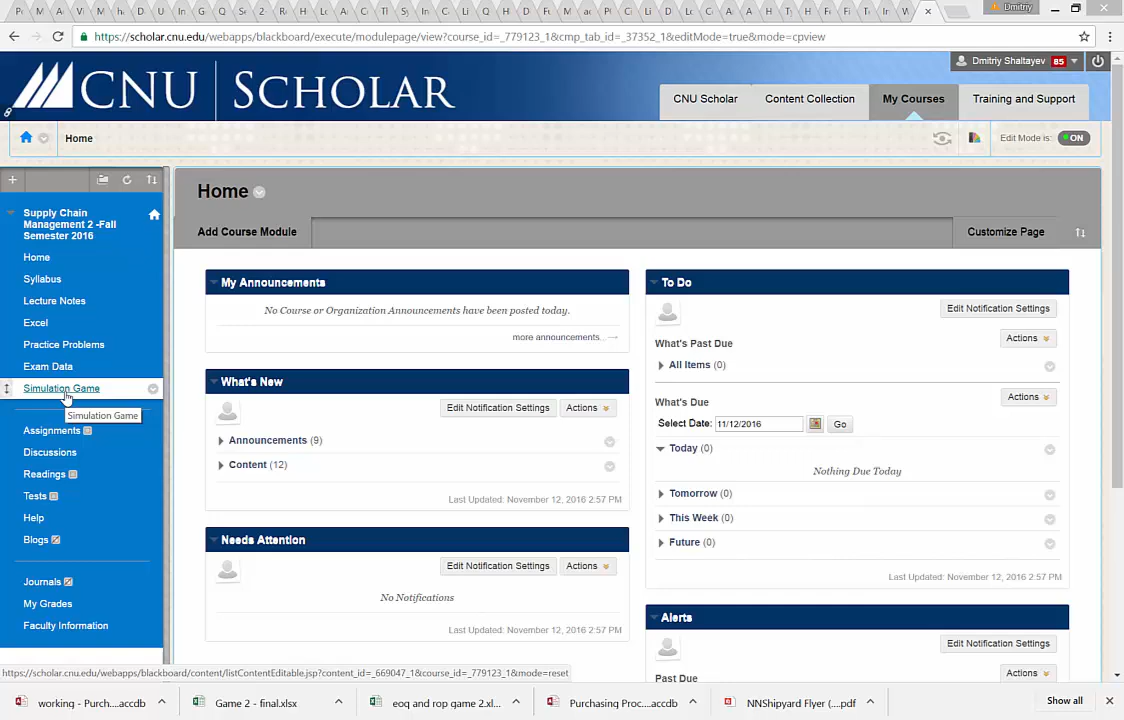 Dmitriy
https://scholar.cnu.edu/webapps/blackboard/execute/modulepage/view?course_id=_779123_1&cmp_tab_id=_37352_1&editMode=true&mode=cpview
Dmitriy Shaltayev 85
CNU SCHOLAR
CNU Scholar Content Collection My Courses Training and Support
Home
Edit Mode is: ON
Supply Chain
Management 2 -Fall
Semester 2016
Home
Syllabus
Lecture Notes
Excel
Practice Problems
Exam Data
Simulation Game
Simulation Game
Assignments
Discussions
Readings
Tests
Help
Blogs
Journals
My Grades
Faculty Information
Home
Add Course Module
Customize Page
My Announcements
No Course or Organization Announcements have been posted today.
more announcements...
What's New
Edit Notification Settings Actions
Announcements (9)
Content (12)
Last Updated: November 12, 2016 2:57 PM
Needs Attention
Edit Notification Settings Actions
No Notifications
Last Updated: November 12, 2016 2:57 PM
To Do
Edit Notification Settings
What's Past Due
Actions
All Items (0)
What's Due
Actions
Select Date: 11/12/2016 Go
Today (0)
Nothing Due Today
Tomorrow (0)
This Week (0)
Future (0)
Last Updated: November 12, 2016 2:57 PM
Alerts
Edit Notification Settings
Past Due
Actions
https://scholar.cnu.edu/webapps/blackboard/content/listContentEditable.jsp?content_id=_669047_1&course_id=_779123_1&mode=reset
working - Purch....accdb
Game 2 - final.xlsx
eoq and rop game 2.xl...
Purchasing Proc....accdb
NNShipyard Flyer (....pdf
Show all